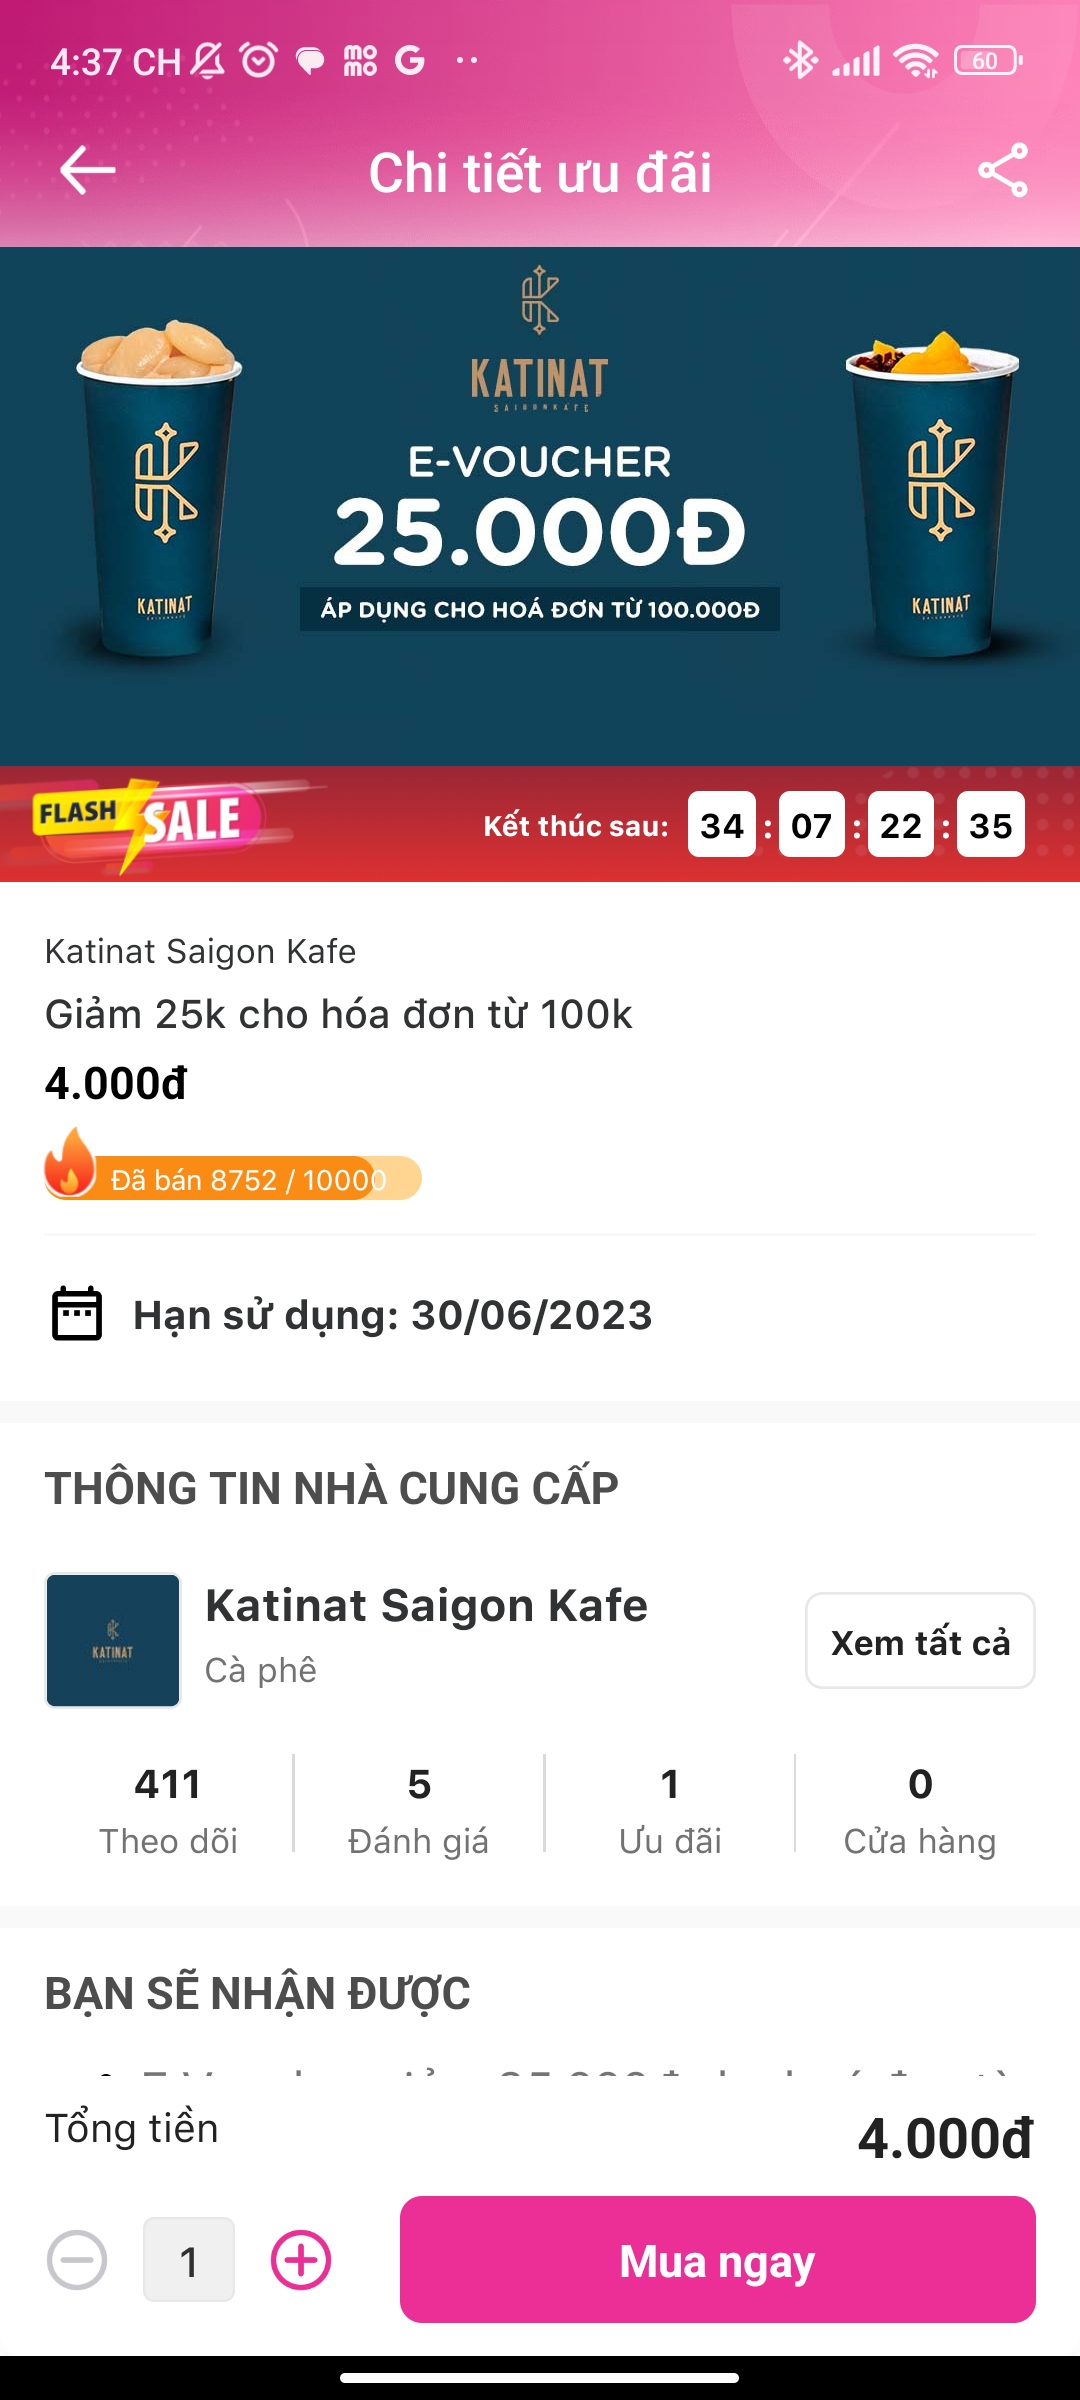 4:37 CH
60
Chi tiết ưu đãi
KATINAT
SAIGONKAFE
E-VOUCHER
25.000Đ
ÁP DỤNG CHO HOÁ ĐƠN TỪ 100.000Đ
KATINAT
KATINAT
FLASH SALE
Kết thúc sau: 34 : 07 : 22 : 35
Katinat Saigon Kafe
Giảm 25k cho hóa đơn từ 100k
4.000đ
Đã bán 8752 / 10000
Hạn sử dụng: 30/06/2023
THÔNG TIN NHÀ CUNG CẤP
KATINAT
Katinat Saigon Kafe
Cà phê
Xem tất cả
411 5 1 0
Theo dõi Đánh giá Ưu đãi Cửa hàng
BẠN SẼ NHẬN ĐƯỢC
Tổng tiền 4.000đ
1
Mua ngay